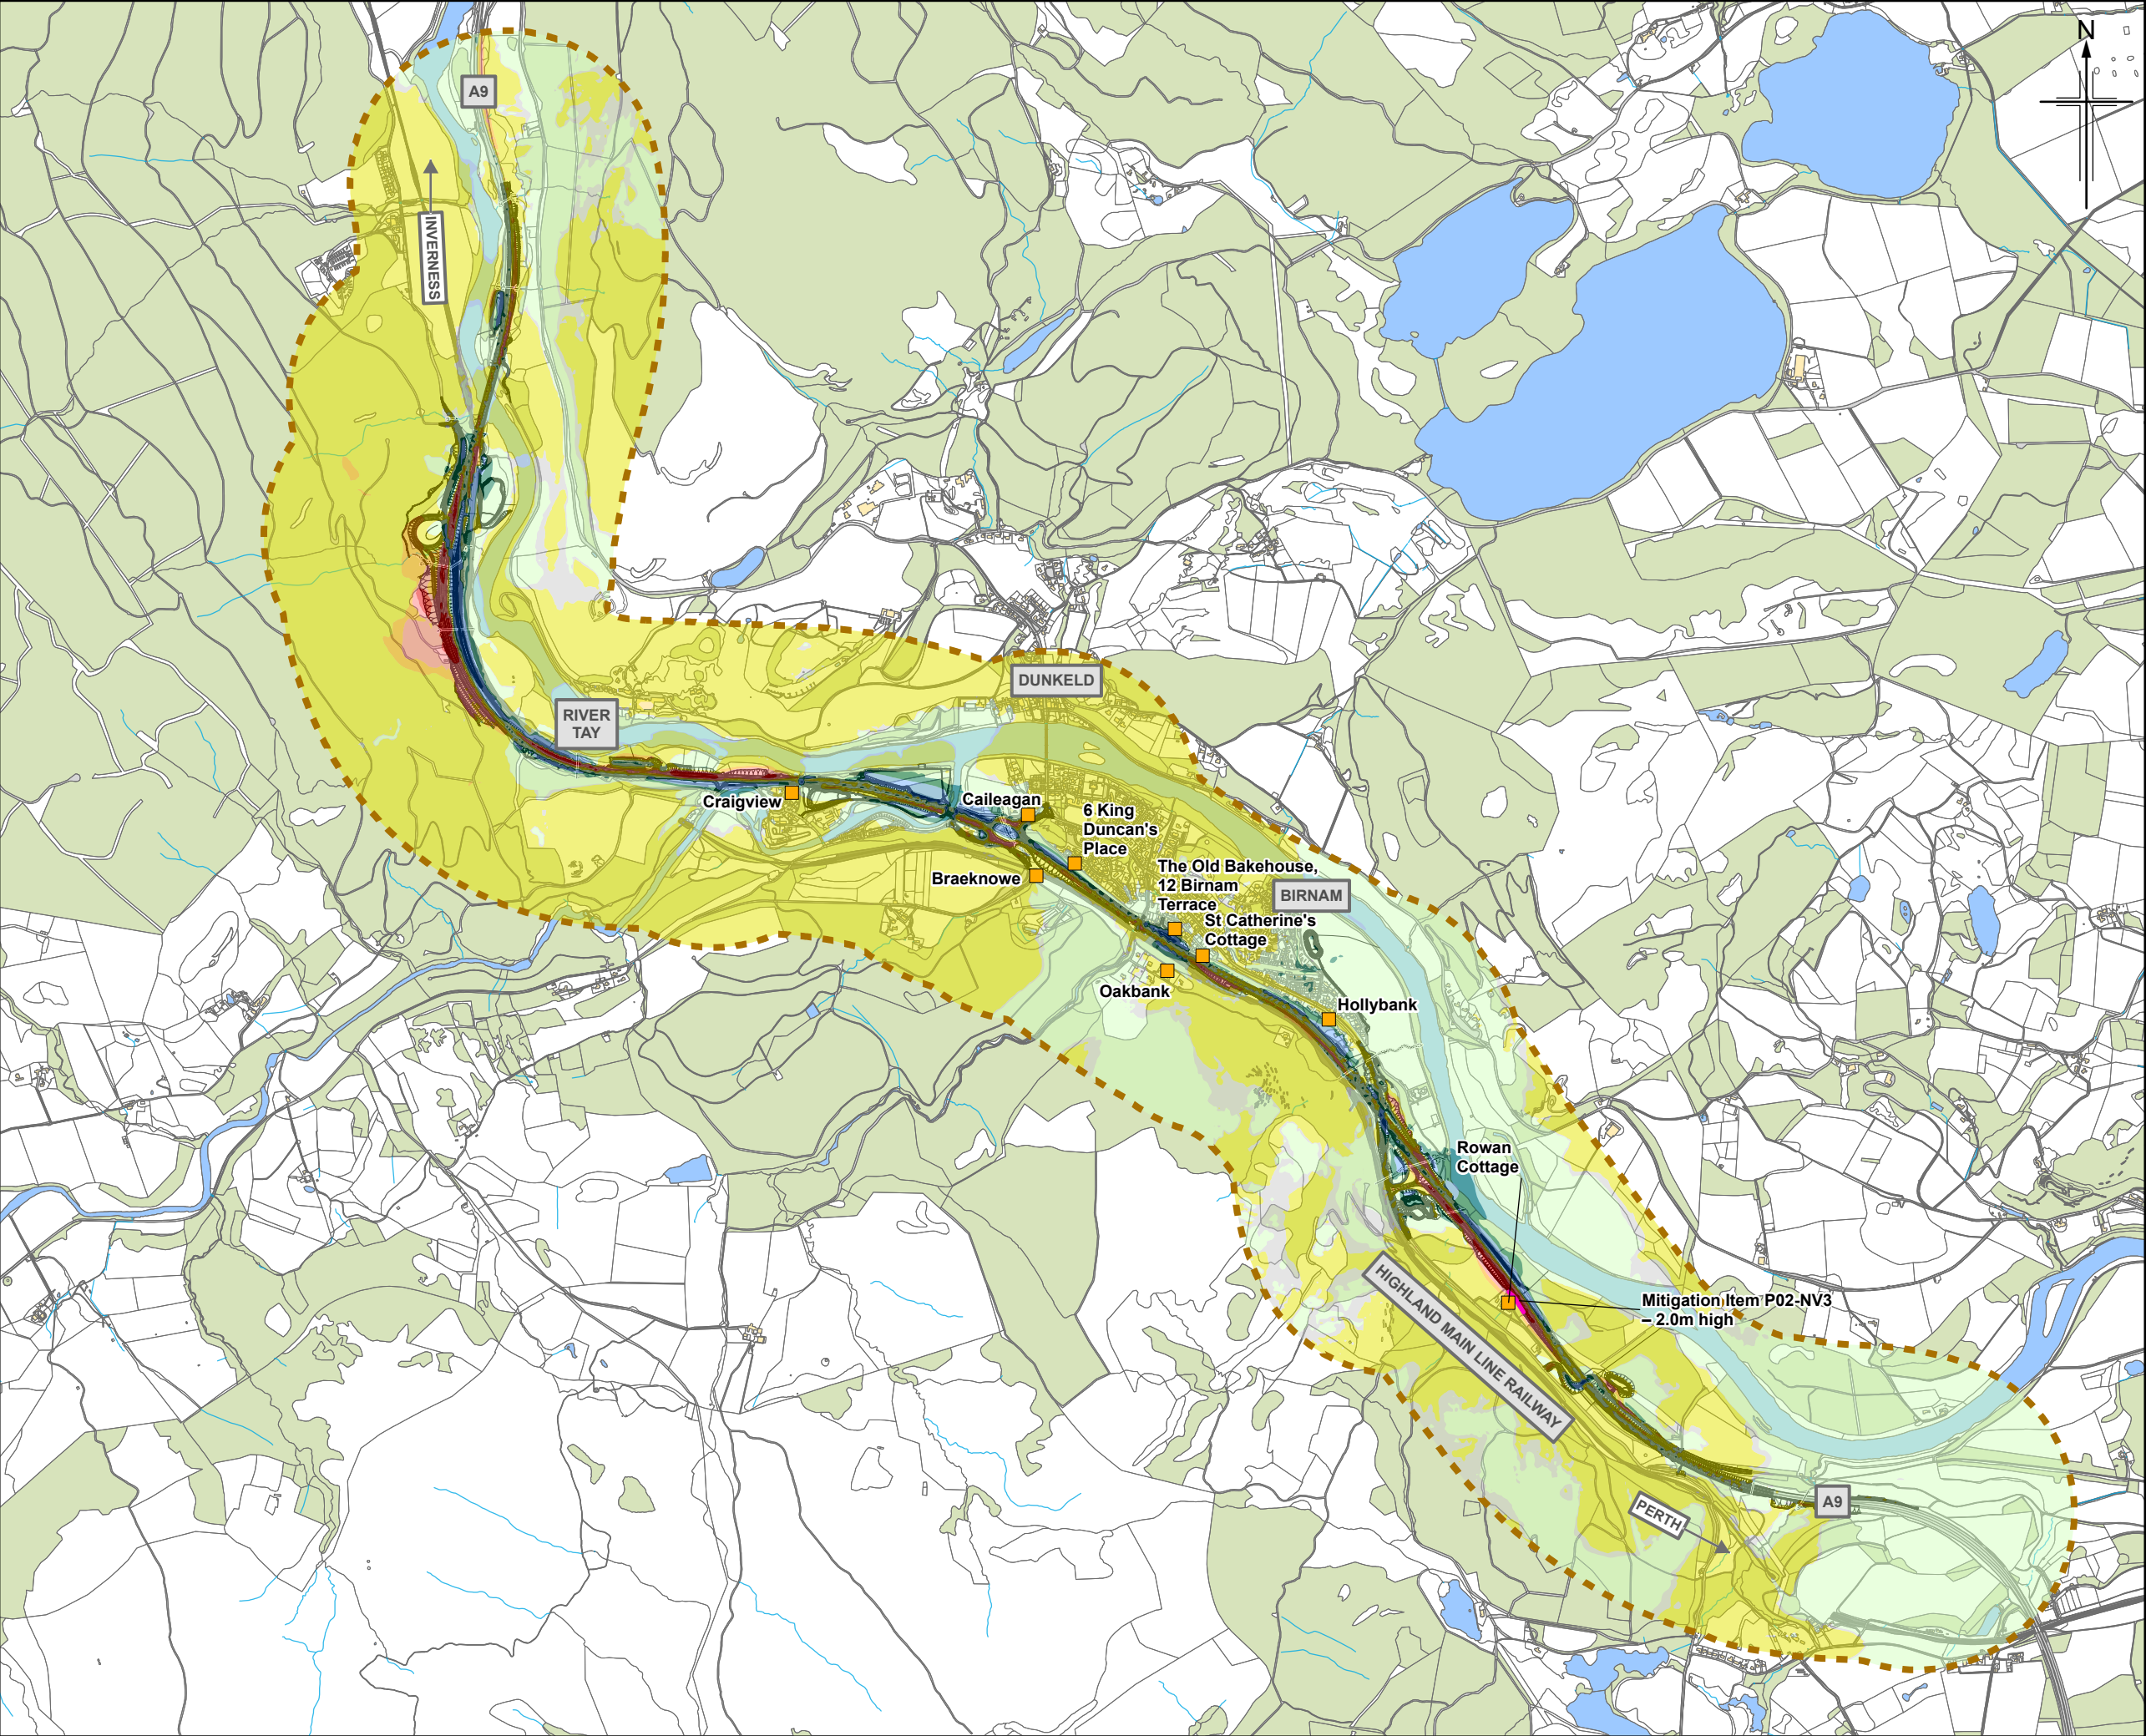 N
A9
INVERNESS
DUNKELD
RIVER
TAY
Craigview
Caileagan
6 King
Duncan's
Place
Braeknowe
The Old Bakehouse,
12 Birnam
Terrace
BIRNAM
St Catherine's
Cottage
Oakbank
Hollybank
Rowan
Cottage
HIGHLAND MAIN LINE RAILWAY
Mitigation Item P02-NV3
– 2.0m high
A9
PERTH